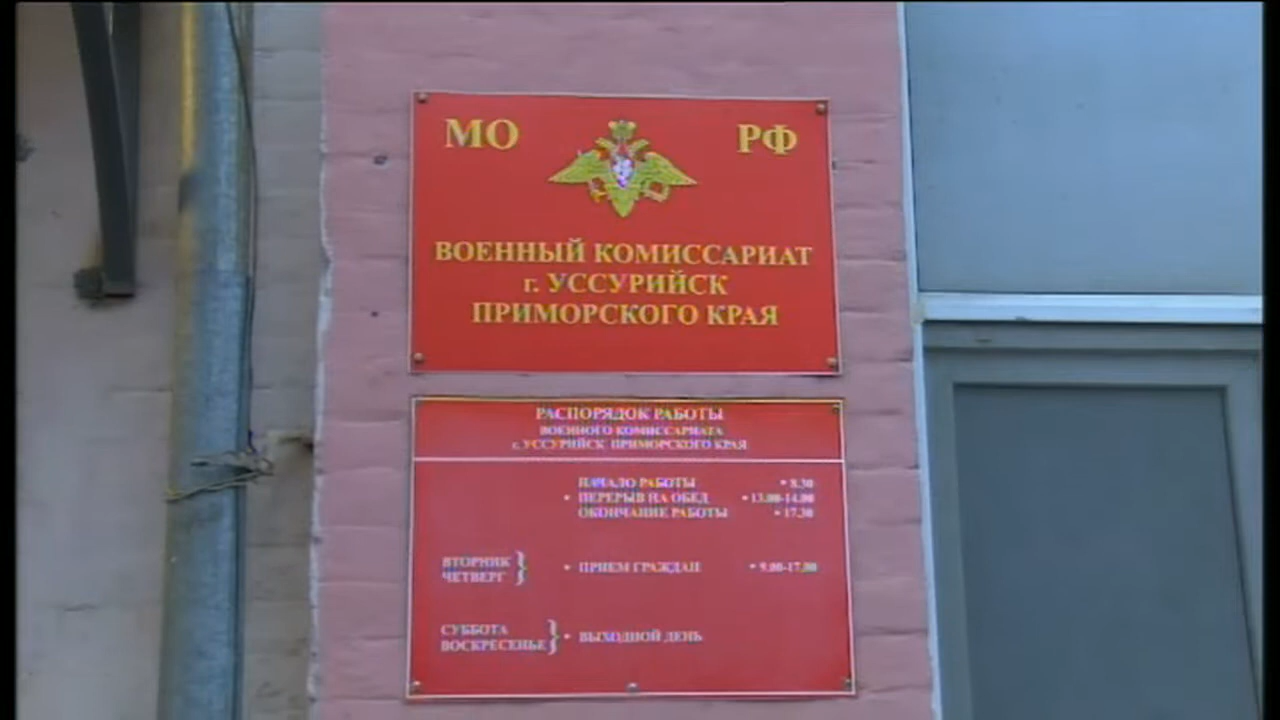 МО РФ
ВОЕННЫЙ КОМИССАРИАТ
г. УССУРИЙСК
ПРИМОРСКОГО КРАЯ
РАСПОРЯДОК РАБОТЫ
ВОЕННОГО КОМИССАРИАТА
г. УССУРИЙСК ПРИМОРСКОГО КРАЯ
НАЧАЛО РАБОТЫ • 8.30
• ПЕРЕРЫВ НА ОБЕД • 13.00-14.00
ОКОНЧАНИЕ РАБОТЫ • 17.30
ВТОРНИК
ЧЕТВЕРГ } • ПРИЕМ ГРАЖДАН • 9.00-17.00
СУББОТА
ВОСКРЕСЕНЬЕ } • ВЫХОДНОЙ ДЕНЬ